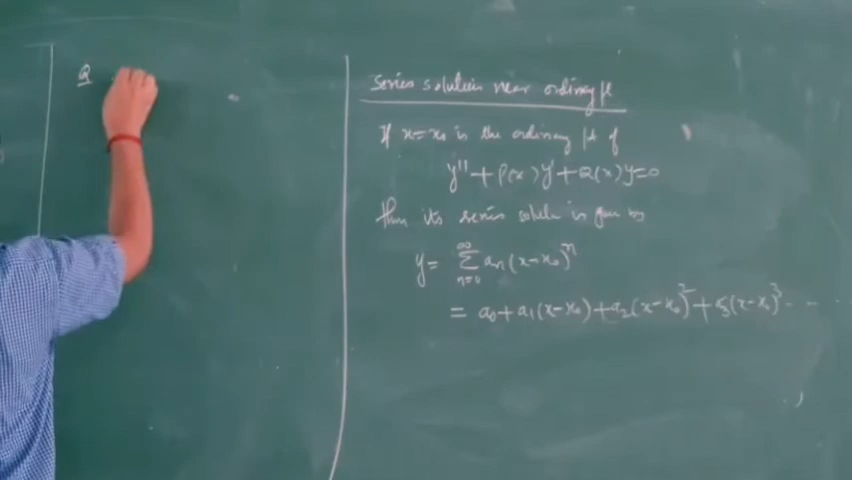 Q
Series solution near ordinary pt
If x=x₀ is the ordinary pt of
y'' + P(x)y' + Q(x)y=0
then its series solution is given by
y = ∑_{n=0}^{∞} aₙ(x-x₀)ⁿ
= a₀+a₁(x-x₀)+a₂(x-x₀)²+a₃(x-x₀)³ - - - -